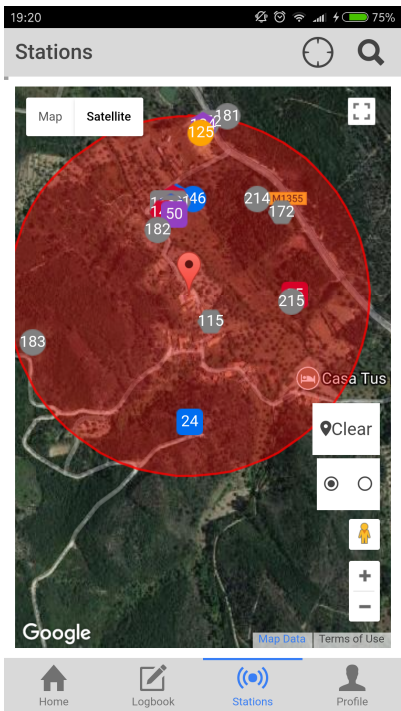 19:20
75%
Stations
Map
Satellite
181
125
46
214
M1355
172
50
182
215
115
183
Casa Tus
24
Clear
Google
Map Data
Terms of Use
Home
Logbook
Stations
Profile